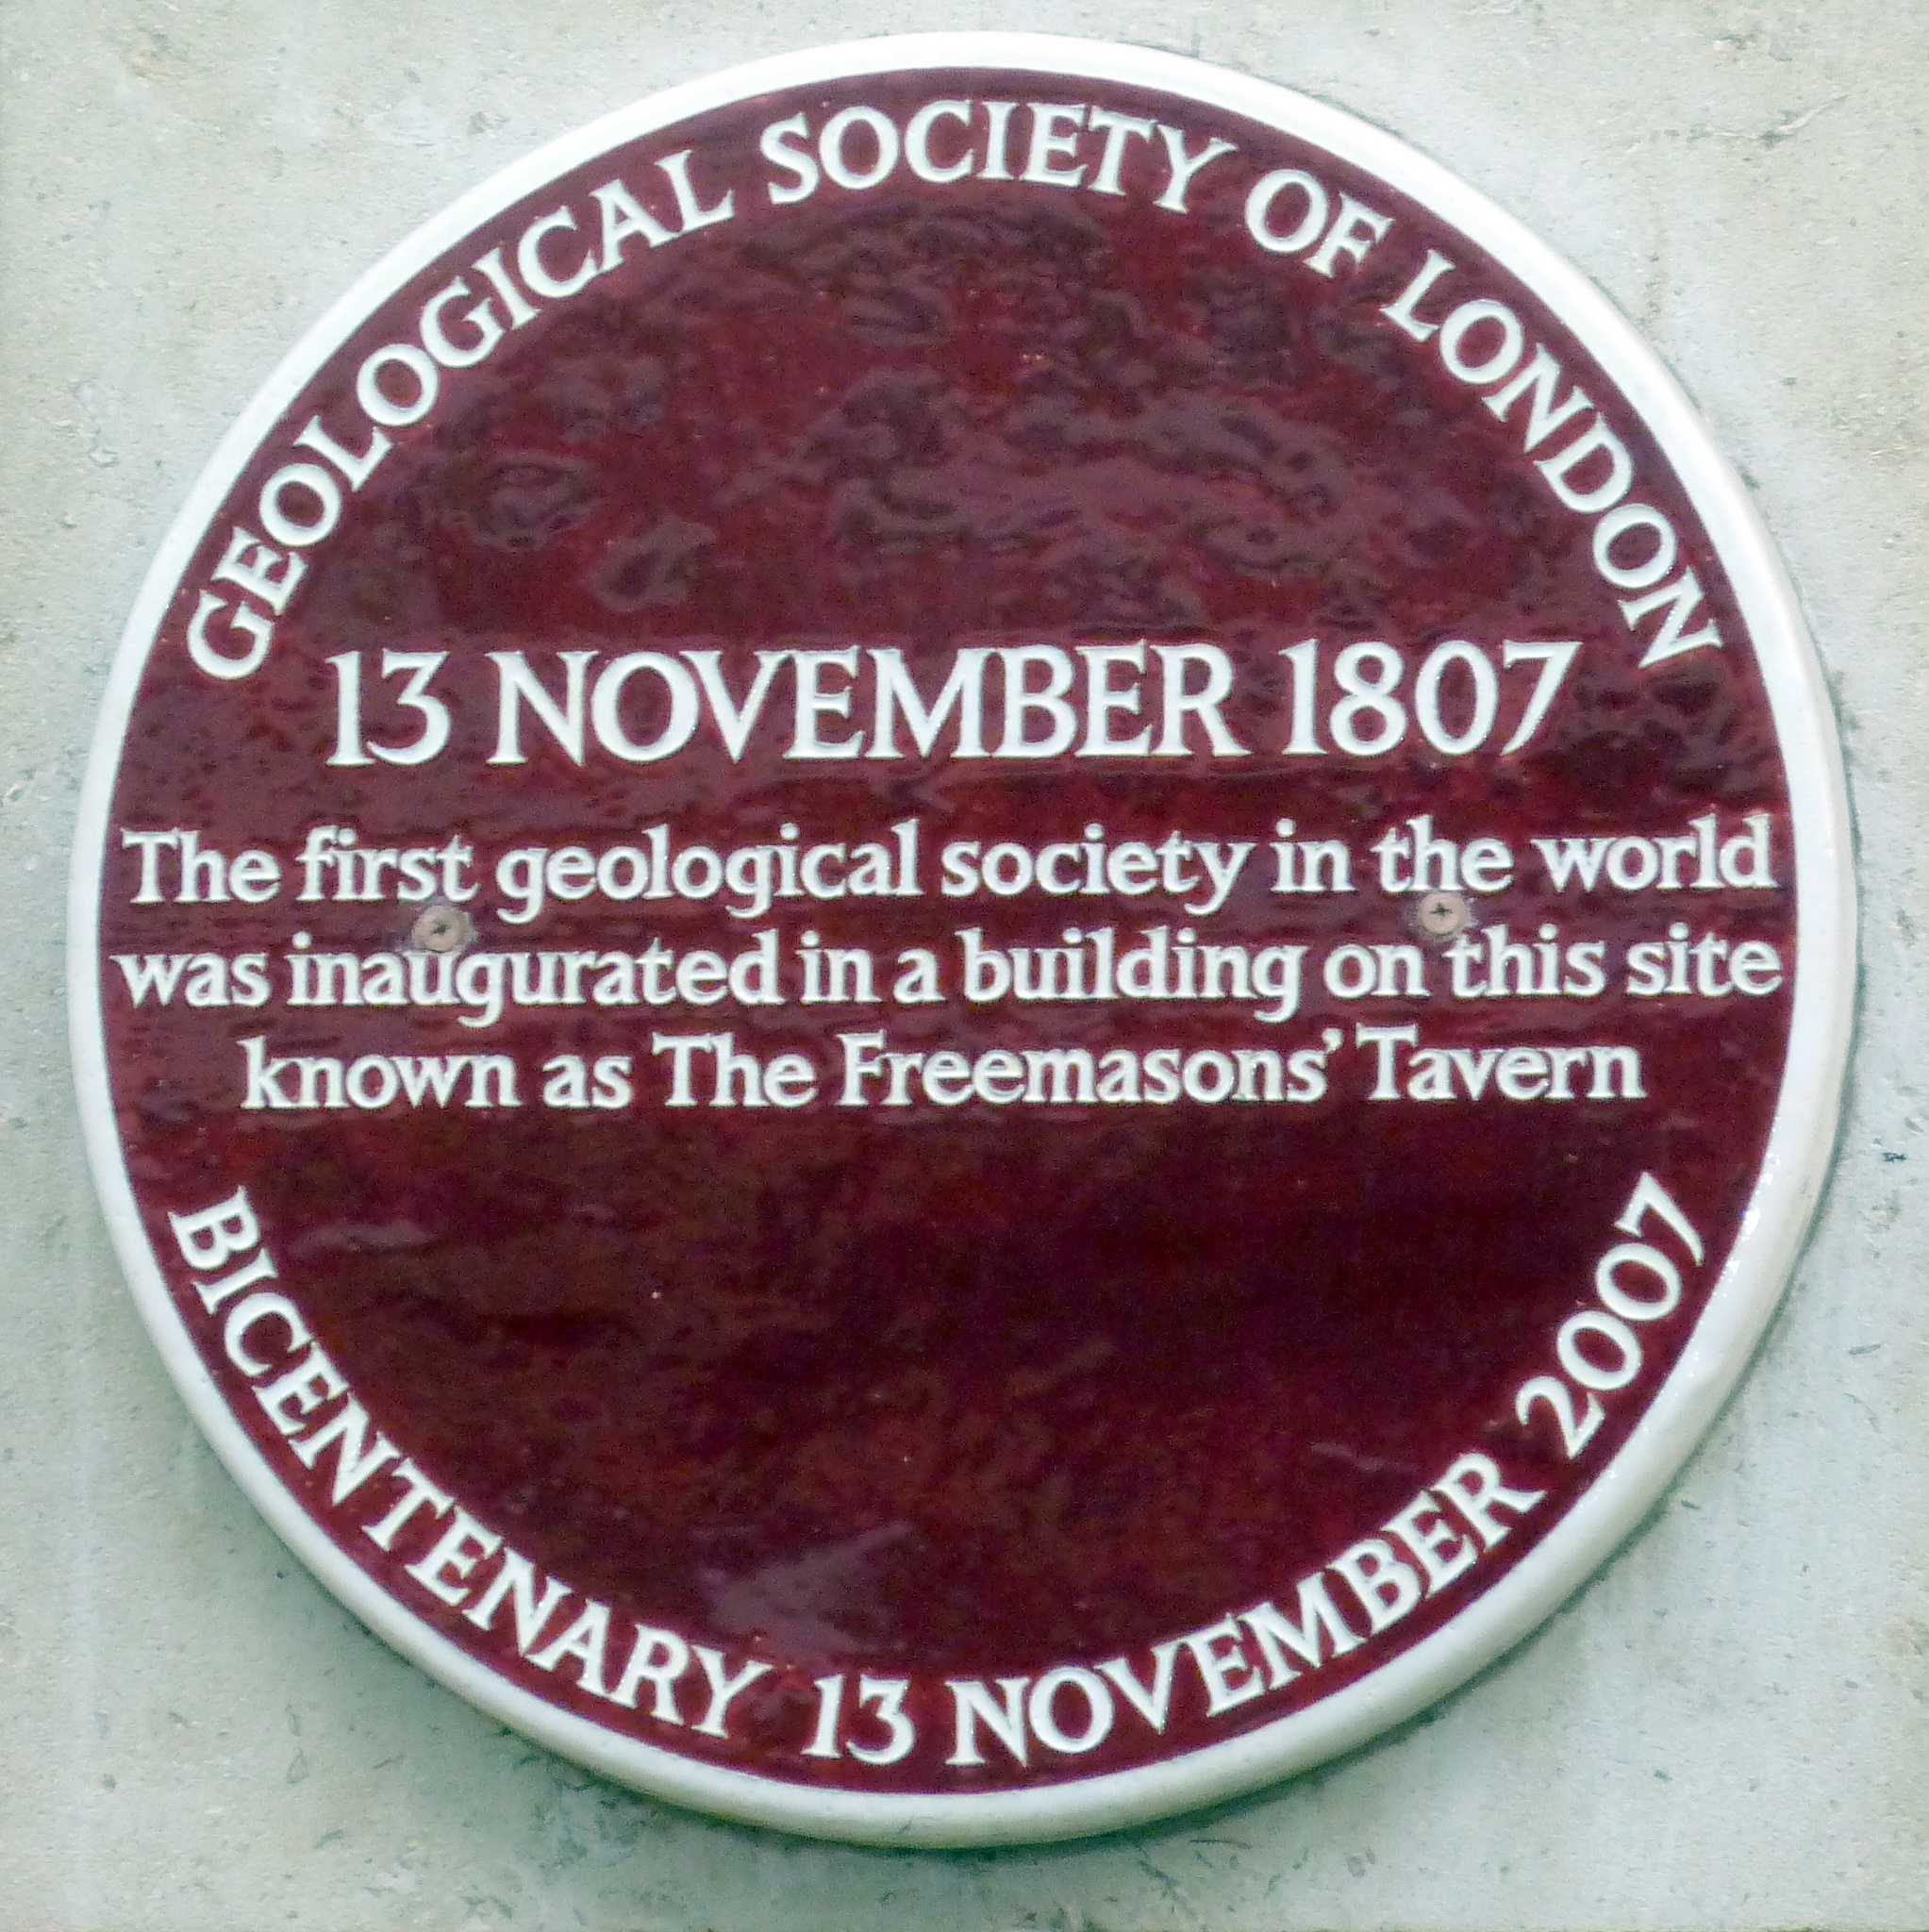 GEOLOGICAL SOCIETY OF LONDON
13 NOVEMBER 1807
The first geological society in the world
was inaugurated in a building on this site
known as The Freemasons' Tavern
BICENTENARY 13 NOVEMBER 2007